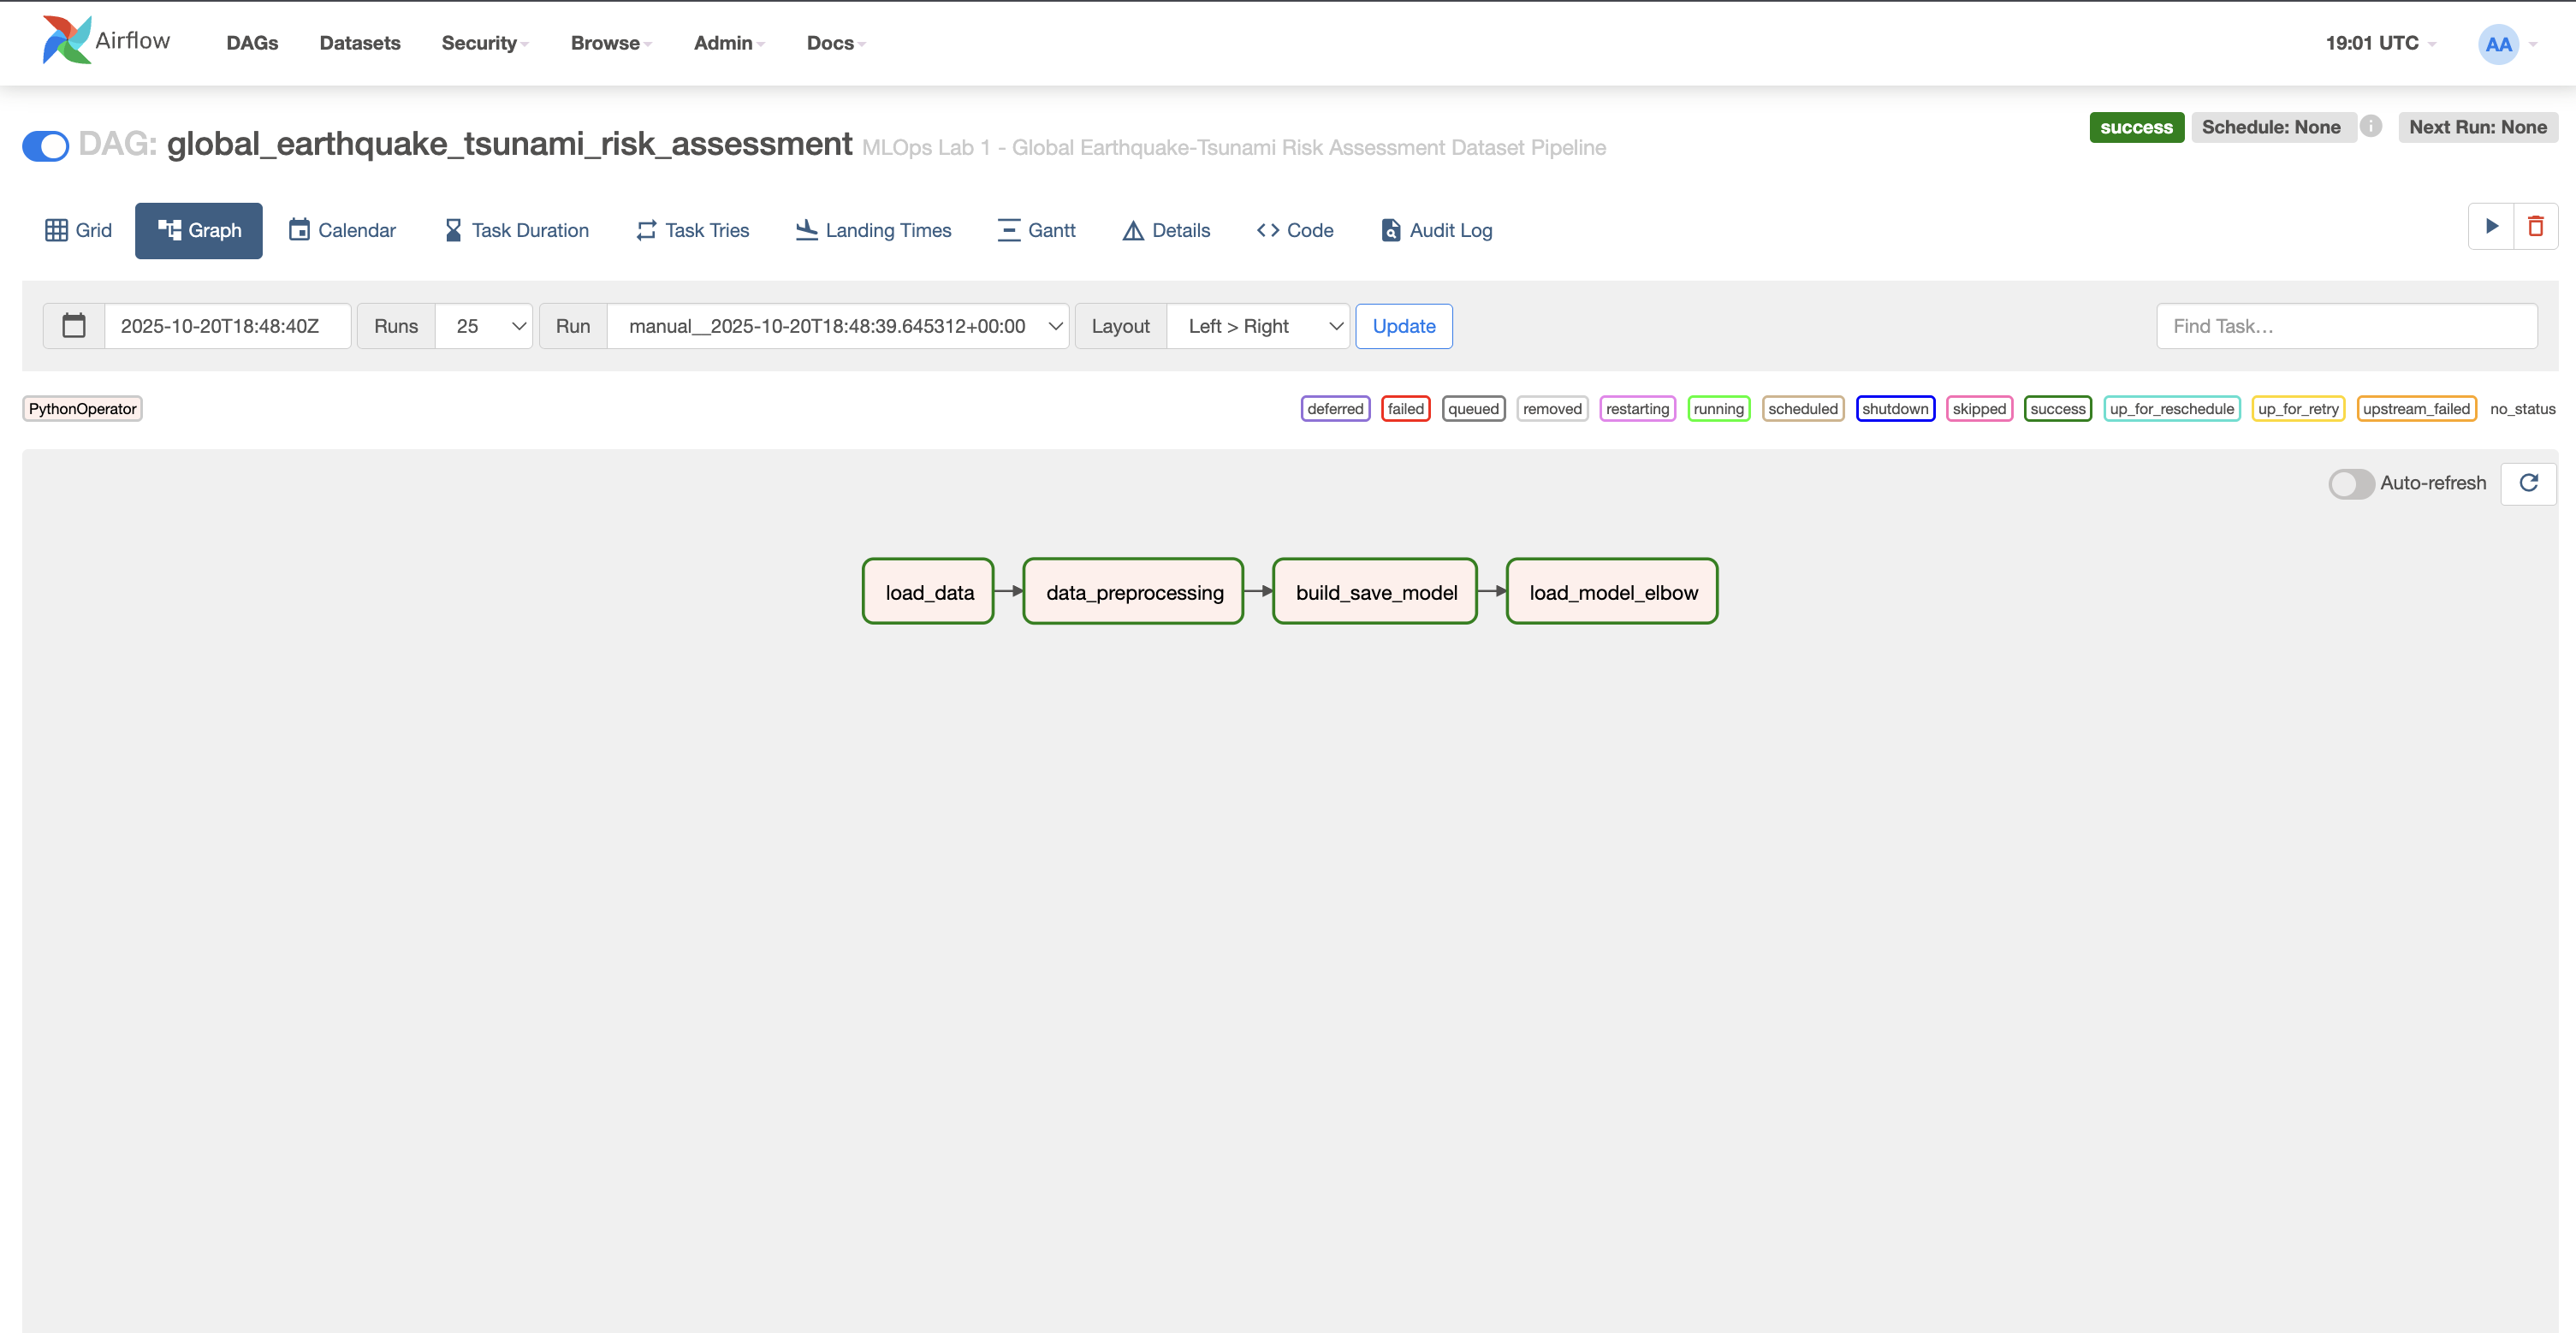 Airflow DAGs Datasets Security Browse Admin Docs 19:01 UTC AA
DAG: global_earthquake_tsunami_risk_assessment MLOps Lab 1 - Global Earthquake-Tsunami Risk Assessment Dataset Pipeline
success Schedule: None i Next Run: None
Grid Graph Calendar Task Duration Task Tries Landing Times Gantt Details Code Audit Log
2025-10-20T18:48:40Z Runs 25 Run manual__2025-10-20T18:48:39.645312+00:00 Layout Left > Right Update Find Task…
PythonOperator deferred failed queued removed restarting running scheduled shutdown skipped success up_for_reschedule up_for_retry upstream_failed no_status
Auto-refresh
load_data data_preprocessing build_save_model load_model_elbow